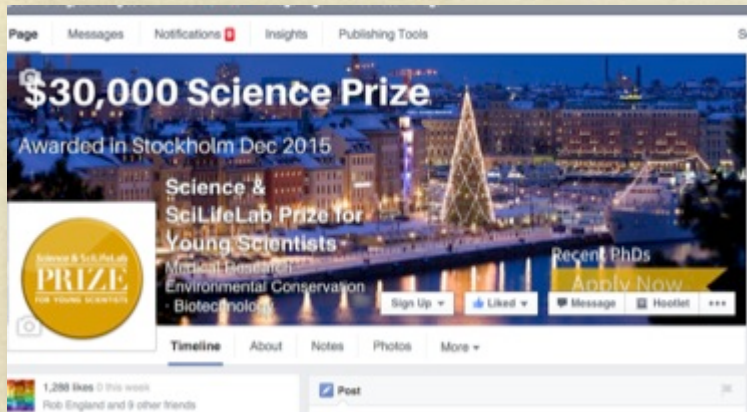 Page Messages Notifications 0 Insights Publishing Tools S
$30,000 Science Prize
Awarded in Stockholm Dec 2015
Science &
SciLifeLab Prize for
Young Scientists
Medical Research
Environmental Conservation
· Biotechnology
Recent PhDs
Apply Now
Science & SciLifeLab
PRIZE
FOR YOUNG SCIENTISTS
Sign Up Liked Message Hootlet
Timeline About Notes Photos More
1,288 likes 0 this week
Rob England and 9 other friends
Post